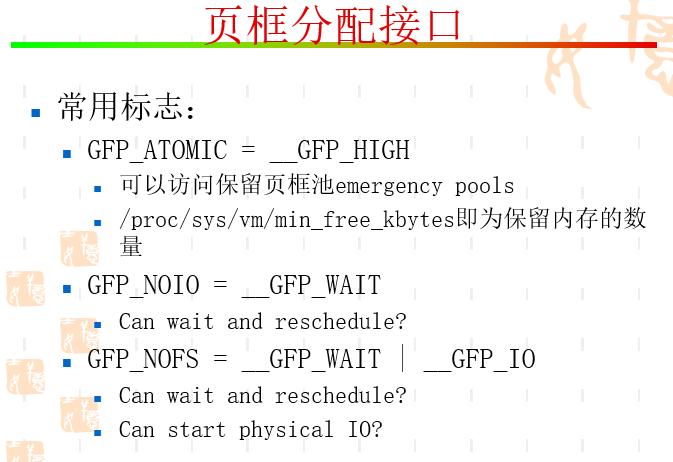 页框分配接口
常用标志：
GFP_ATOMIC = __GFP_HIGH
可以访问保留页框池emergency pools
/proc/sys/vm/min_free_kbytes即为保留内存的数
量
GFP_NOIO = __GFP_WAIT
Can wait and reschedule?
GFP_NOFS = __GFP_WAIT | __GFP_IO
Can wait and reschedule?
Can start physical IO?